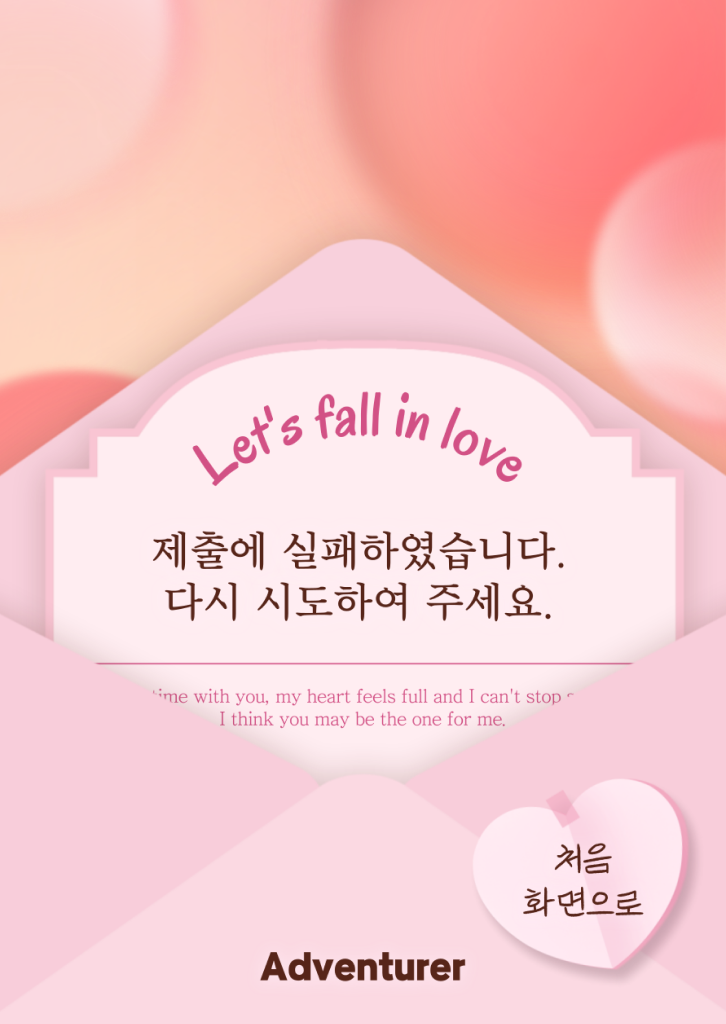 Let's fall in love
제출에 실패하였습니다.
다시 시도하여 주세요.
time with you, my heart feels full and I can't stop
I think you may be the one for me.
처음
화면으로
Adventurer